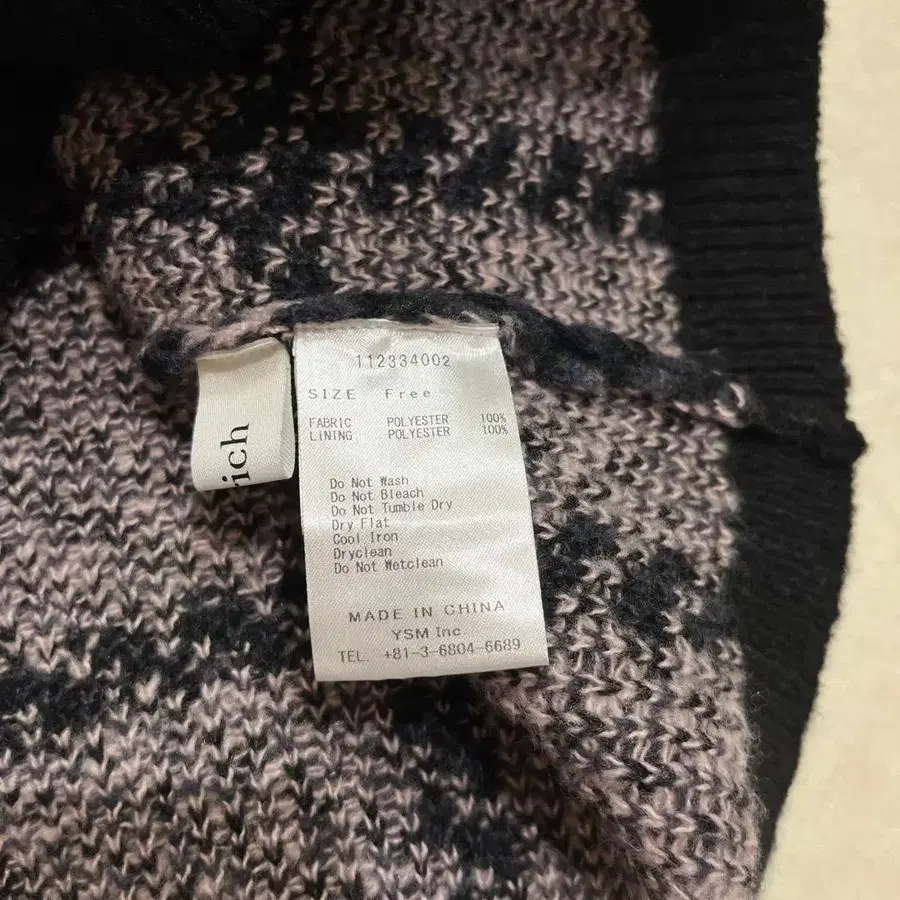 rich
112334002
SIZE Free
FABRIC POLYESTER 100%
LINING POLYESTER 100%
Do Not Wash
Do Not Bleach
Do Not Tumble Dry
Dry Flat
Cool Iron
Dryclean
Do Not Wetclean
MADE IN CHINA
YSM Inc
TEL. +81-3-6804-6689